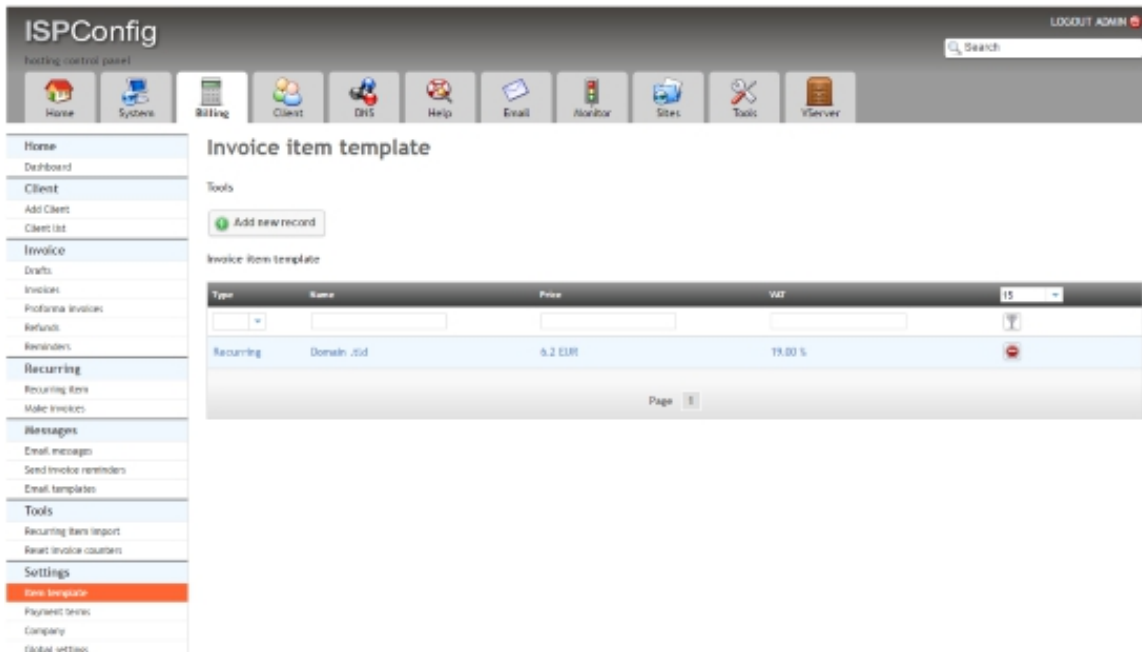 ISPConfig
LOGOUT ADMIN
Search
hosting control panel
Home System Billing Client DNS Help Email Monitor Sites Tools VServer
Home
Dashboard
Client
Add Client
Client list
Invoice
Drafts
Invoices
Proforma invoices
Refunds
Reminders
Recurring
Recurring item
Make invoices
Messages
Email messages
Send invoice reminders
Email templates
Tools
Recurring item import
Reset invoice counters
Settings
Item template
Payment terms
Company
Global settings
Invoice item template
Tools
Add new record
Invoice item template
Type Name Price VAT 15
Recurring Domain .tld 6.2 EUR 19.00 %
Page 1